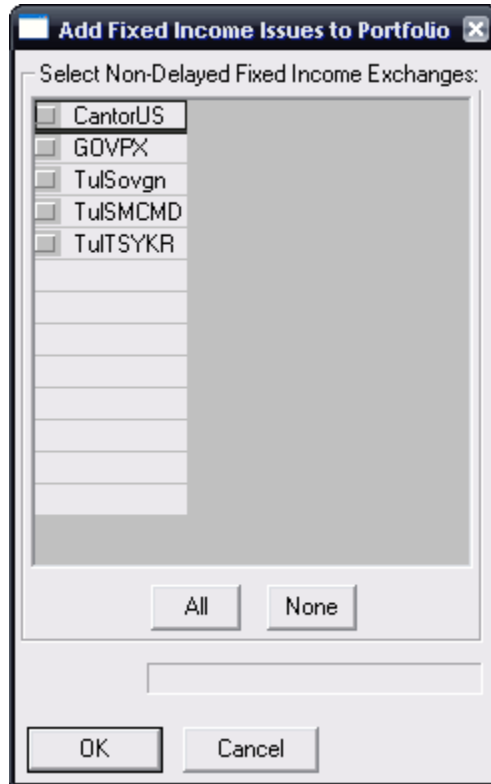 Add Fixed Income Issues to Portfolio
Select Non-Delayed Fixed Income Exchanges:
CantorUS
GOVPX
TulSovgn
TulSMCMD
TulTSYKR
All None
OK Cancel